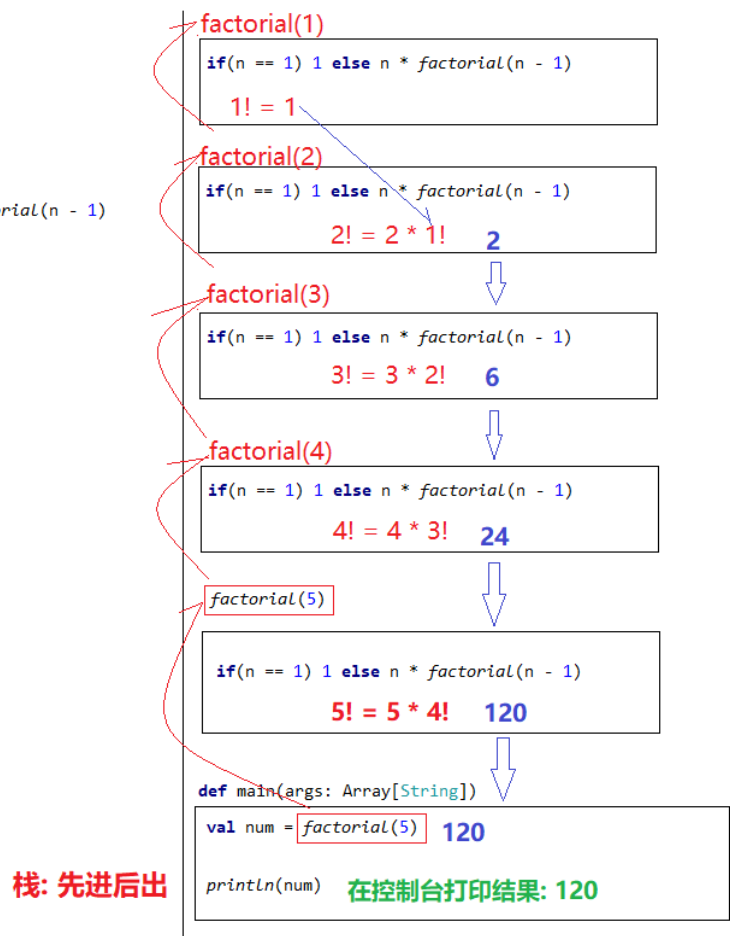 factorial(1)
if(n == 1) 1 else n * factorial(n - 1)
1! = 1
factorial(2)
if(n == 1) 1 else n * factorial(n - 1)
rial(n - 1)
2! = 2 * 1! 2
factorial(3)
if(n == 1) 1 else n * factorial(n - 1)
3! = 3 * 2! 6
factorial(4)
if(n == 1) 1 else n * factorial(n - 1)
4! = 4 * 3! 24
factorial(5)
if(n == 1) 1 else n * factorial(n - 1)
5! = 5 * 4! 120
def main(args: Array[String])
val num = factorial(5) 120
栈: 先进后出
println(num) 在控制台打印结果: 120